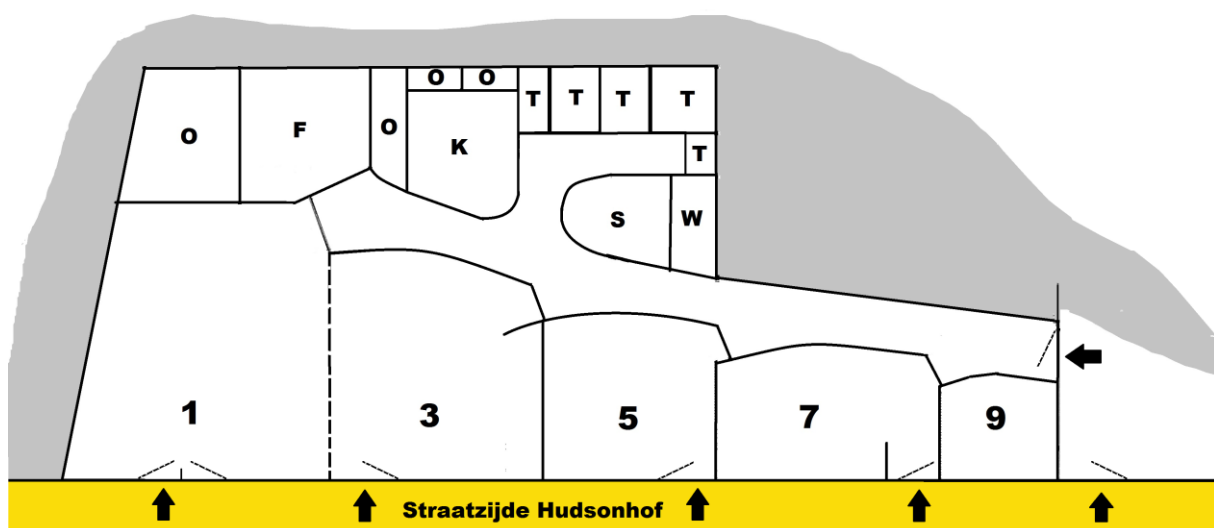 O O
T T T T
O F O K
T
S W
1 3 5 7 9
Straatzijde Hudsonhof